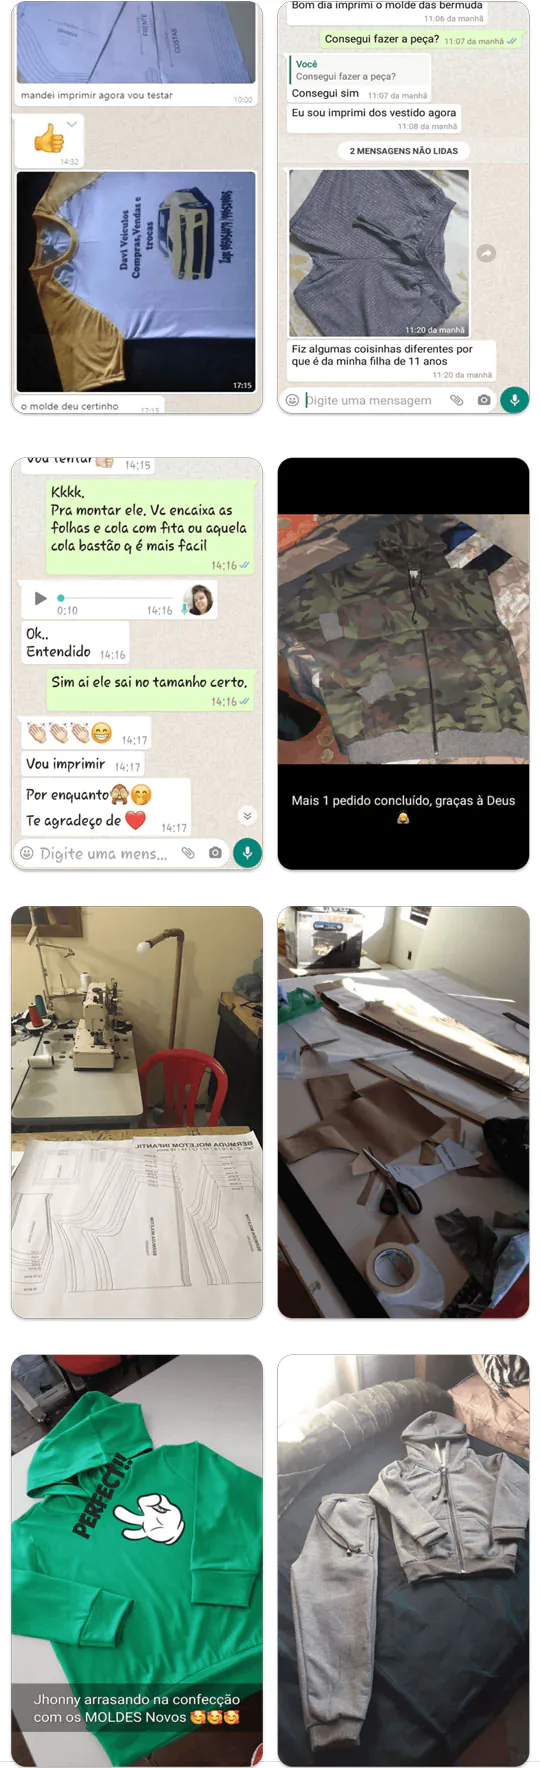 FRENTE
COSTAS
mandei imprimir agora vou testar
10:00
14:32
Davi Veiculos
Compras,Vendas e
trocas
17:15
o molde deu certinho
17:15
Bom dia imprimi o molde das bermuda
11:06 da manhã
Consegui fazer a peça? 11:07 da manhã
Você
Consegui fazer a peça?
Consegui sim 11:07 da manhã
Eu sou imprimi dos vestido agora
11:08 da manhã
2 MENSAGENS NÃO LIDAS
11:20 da manhã
Fiz algumas coisinhas diferentes por
que é da minha filha de 11 anos
11:20 da manhã
Digite uma mensagem
Vou tentar 14:15
Kkkk.
Pra montar ele. Vc encaixa as
folhas e cola com fita ou aquela
cola bastão q é mais facil
14:16
0:10 14:16
Ok..
Entendido 14:16
Sim ai ele sai no tamanho certo.
14:16
👏🏻👏🏻👏🏻😁 14:17
Vou imprimir 14:17
Por enquanto🙈🤭
Te agradeço de ❤️ 14:17
Digite uma mens...
Mais 1 pedido concluído, graças à Deus
BERMUDA MOLETOM INFANTIL
PERFECT!!
Jhonny arrasando na confecção
com os MOLDES Novos 🥰🥰🥰